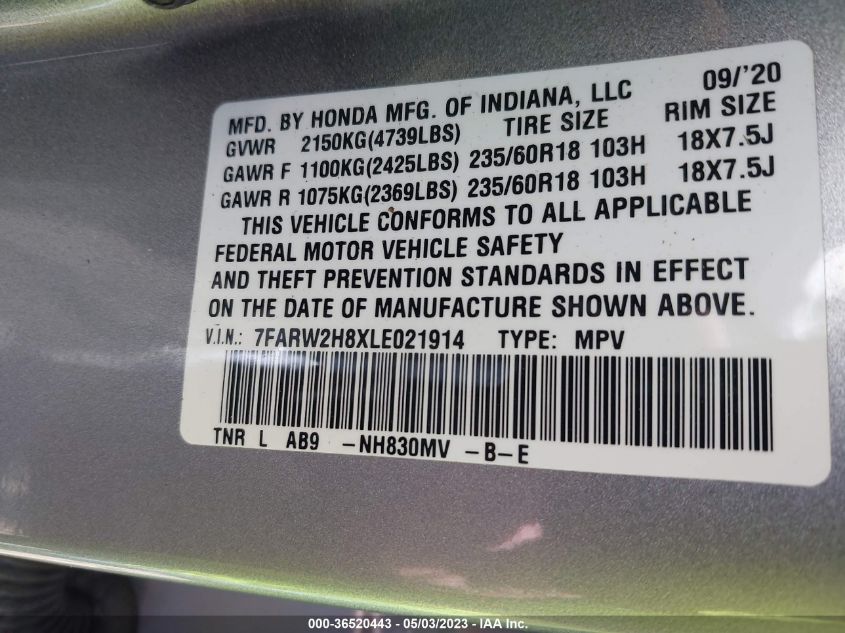 MFD. BY HONDA MFG. OF INDIANA, LLC 09/'20
GVWR 2150KG(4739LBS) TIRE SIZE RIM SIZE
GAWR F 1100KG(2425LBS) 235/60R18 103H 18X7.5J
GAWR R 1075KG(2369LBS) 235/60R18 103H 18X7.5J
THIS VEHICLE CONFORMS TO ALL APPLICABLE
FEDERAL MOTOR VEHICLE SAFETY
AND THEFT PREVENTION STANDARDS IN EFFECT
ON THE DATE OF MANUFACTURE SHOWN ABOVE.
V.I.N.: 7FARW2H8XLE021914 TYPE: MPV
TNR L AB9 -NH830MV -B-E
000-36520443 — 05/03/2023 — IAA Inc.